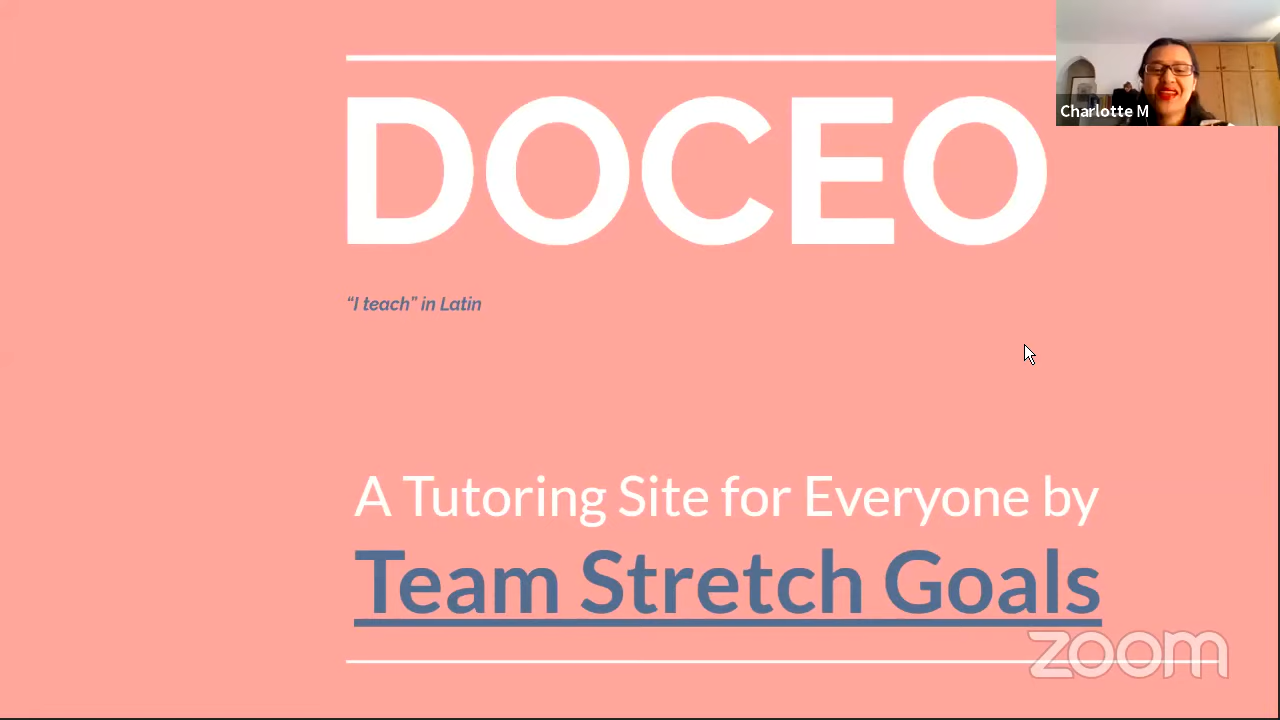 DOCEO
Charlotte M
“I teach” in Latin
A Tutoring Site for Everyone by
Team Stretch Goals
zoom